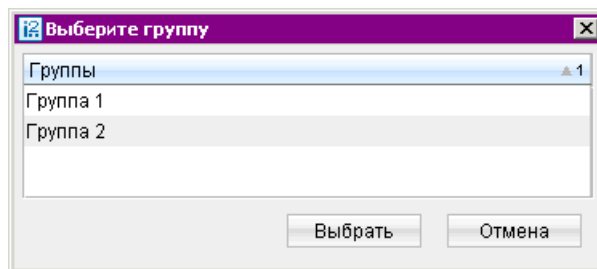 Выберите группу
Группы 1
Группа 1
Группа 2
Выбрать Отмена